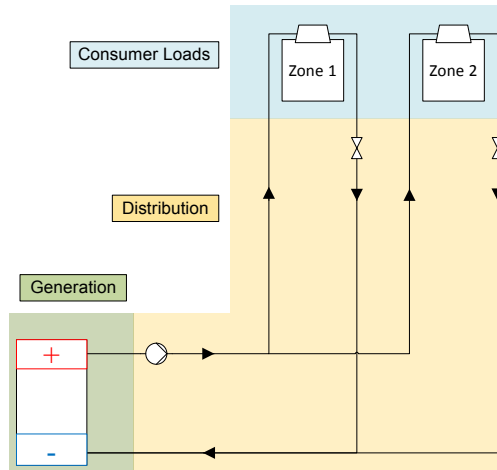 Consumer Loads
Zone 1
Zone 2
Distribution
Generation
+
-